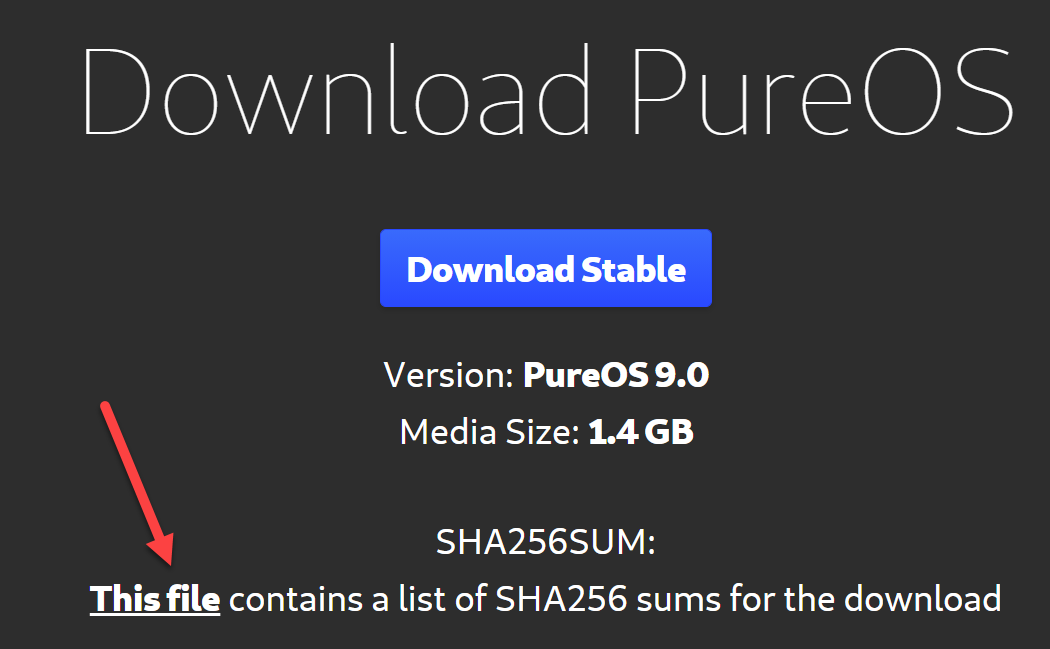 Download PureOS
Download Stable
Version: PureOS 9.0
Media Size: 1.4 GB
SHA256SUM:
This file contains a list of SHA256 sums for the download